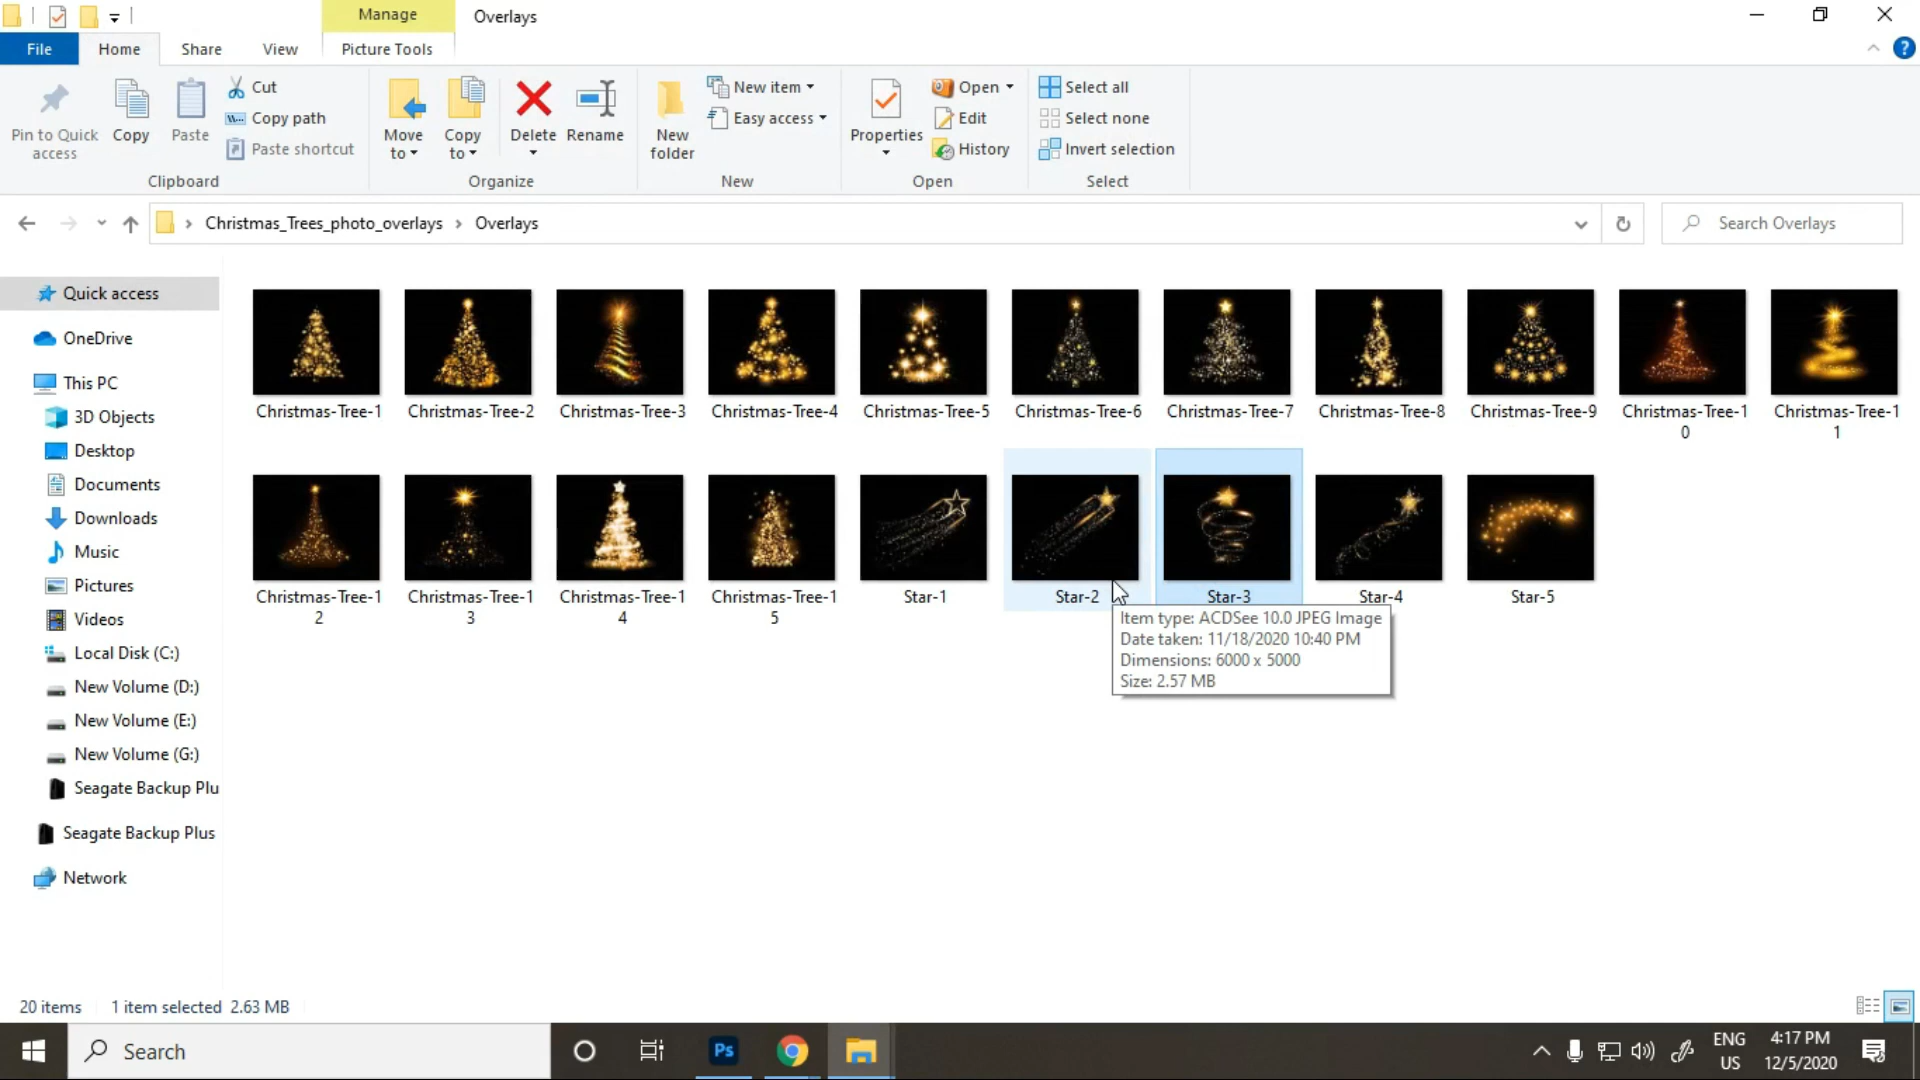 Manage
Overlays
File
Home
Share
View
Picture Tools
Pin to Quick
access
Copy
Paste
Cut
Copy path
Paste shortcut
Clipboard
Move
to
Copy
to
Delete
Rename
Organize
New
folder
New item
Easy access
New
Properties
Open
Edit
History
Open
Select all
Select none
Invert selection
Select
Christmas_Trees_photo_overlays > Overlays
Search Overlays
Quick access
OneDrive
This PC
3D Objects
Desktop
Documents
Downloads
Music
Pictures
Videos
Local Disk (C:)
New Volume (D:)
New Volume (E:)
New Volume (G:)
Seagate Backup Plu
Seagate Backup Plus
Network
Christmas-Tree-1
Christmas-Tree-2
Christmas-Tree-3
Christmas-Tree-4
Christmas-Tree-5
Christmas-Tree-6
Christmas-Tree-7
Christmas-Tree-8
Christmas-Tree-9
Christmas-Tree-1
0
Christmas-Tree-1
1
Christmas-Tree-1
2
Christmas-Tree-1
3
Christmas-Tree-1
4
Christmas-Tree-1
5
Star-1
Star-2
Star-3
Star-4
Star-5
Item type: ACDSee 10.0 JPEG Image
Date taken: 11/18/2020 10:40 PM
Dimensions: 6000 x 5000
Size: 2.57 MB
20 items
1 item selected 2.63 MB
Search
Ps
ENG
US
4:17 PM
12/5/2020